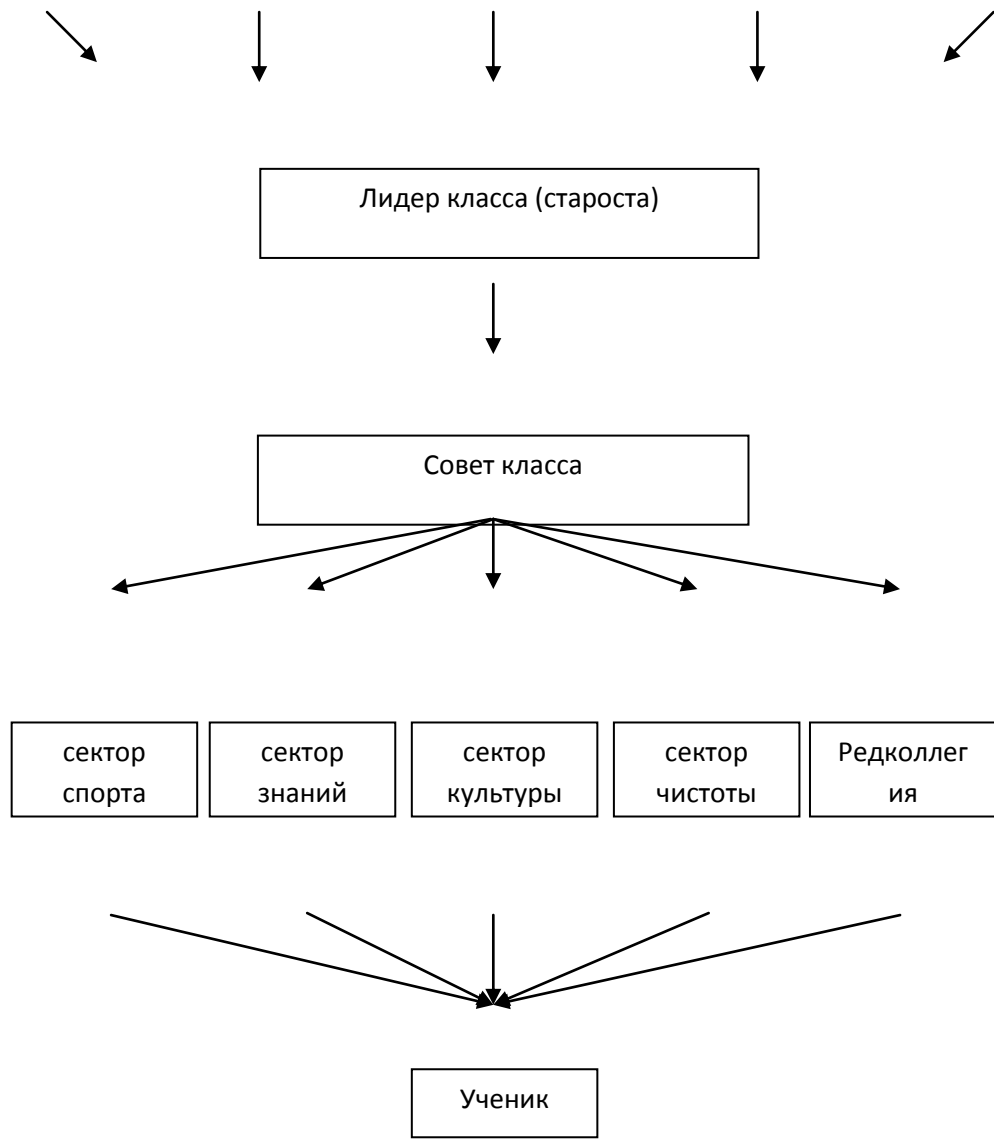 Лидер класса (староста)
Совет класса
сектор
спорта
сектор
знаний
сектор
культуры
сектор
чистоты
Редколлег
ия
Ученик